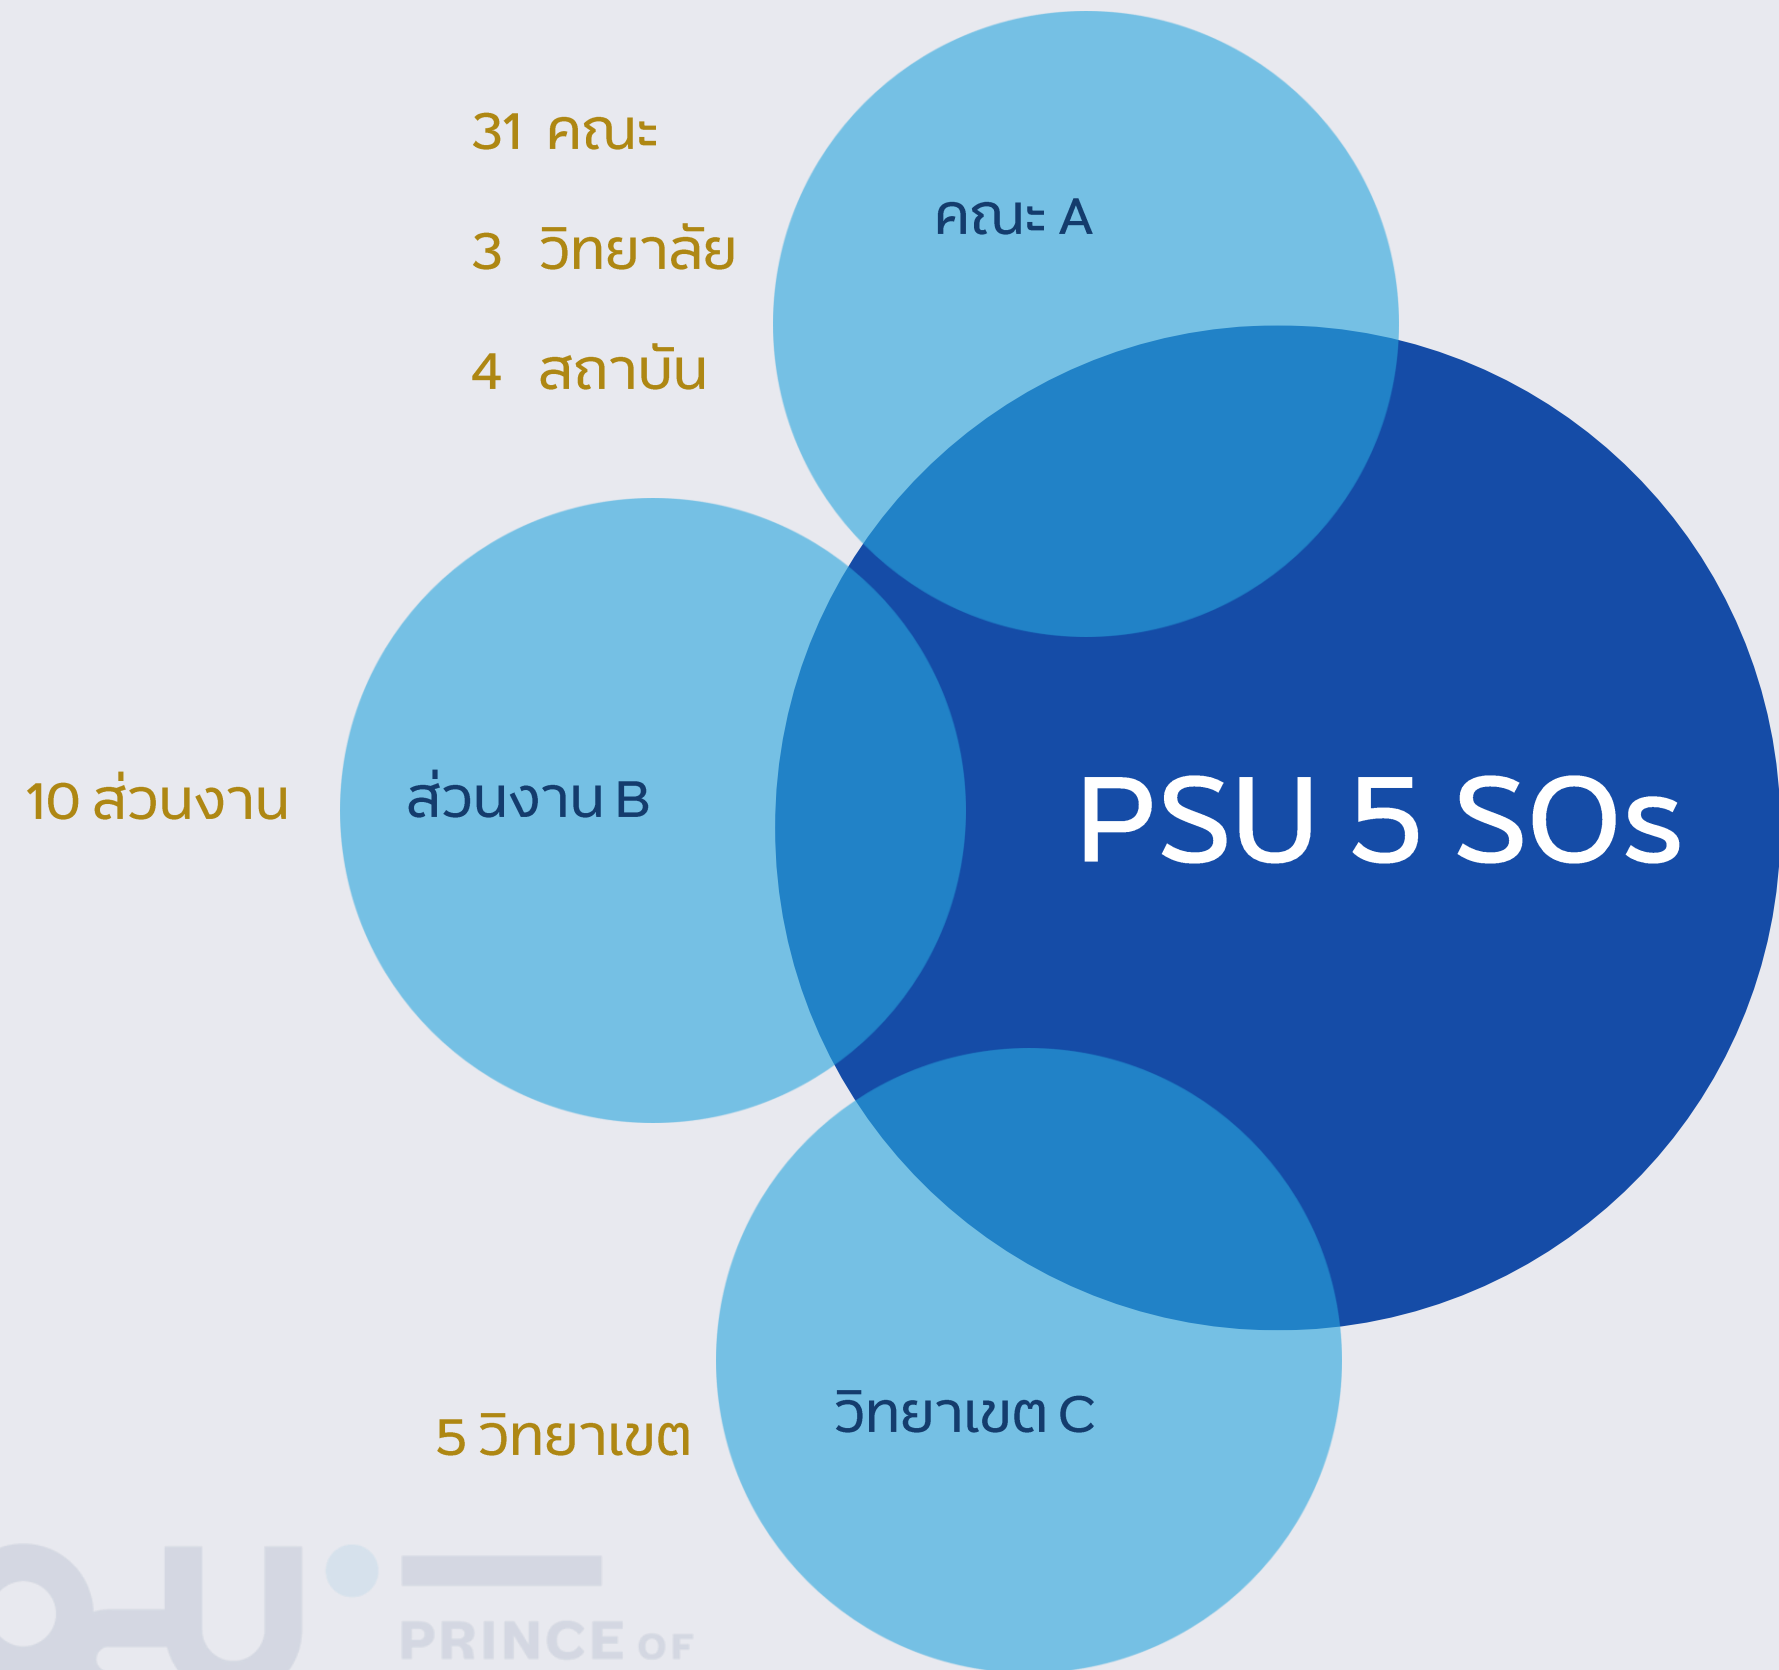 31 คณะ
3 วิทยาลัย
4 สถาบัน
คณะ A
10 ส่วนงาน
ส่วนงาน B
PSU 5 SOs
5 วิทยาเขต
วิทยาเขต C
PRINCE OF